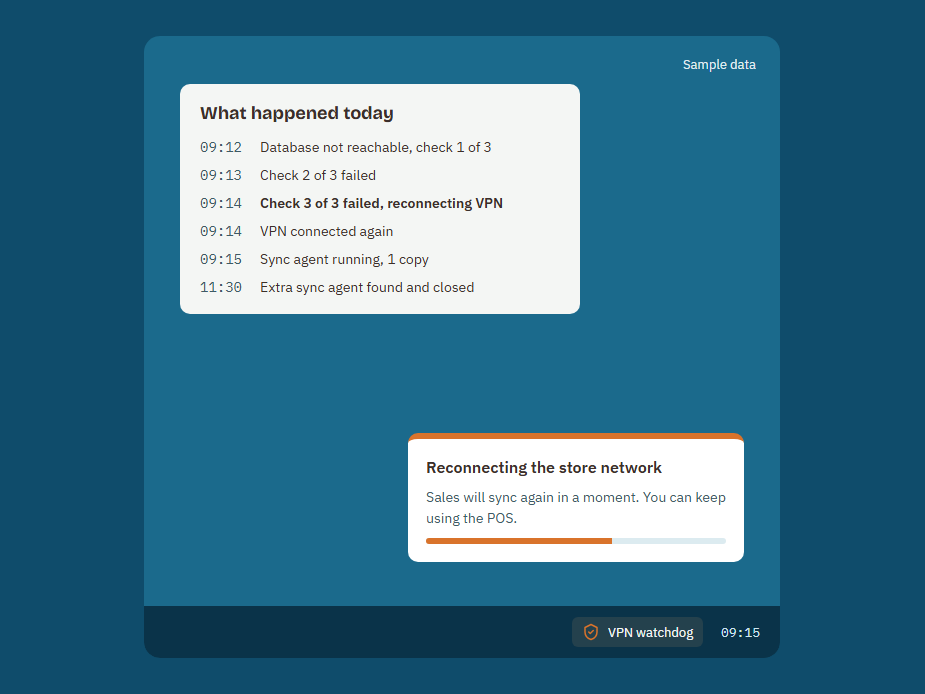 Sample data
What happened today
09:12 Database not reachable, check 1 of 3
09:13 Check 2 of 3 failed
09:14 Check 3 of 3 failed, reconnecting VPN
09:14 VPN connected again
09:15 Sync agent running, 1 copy
11:30 Extra sync agent found and closed
Reconnecting the store network
Sales will sync again in a moment. You can keep
using the POS.
VPN watchdog 09:15